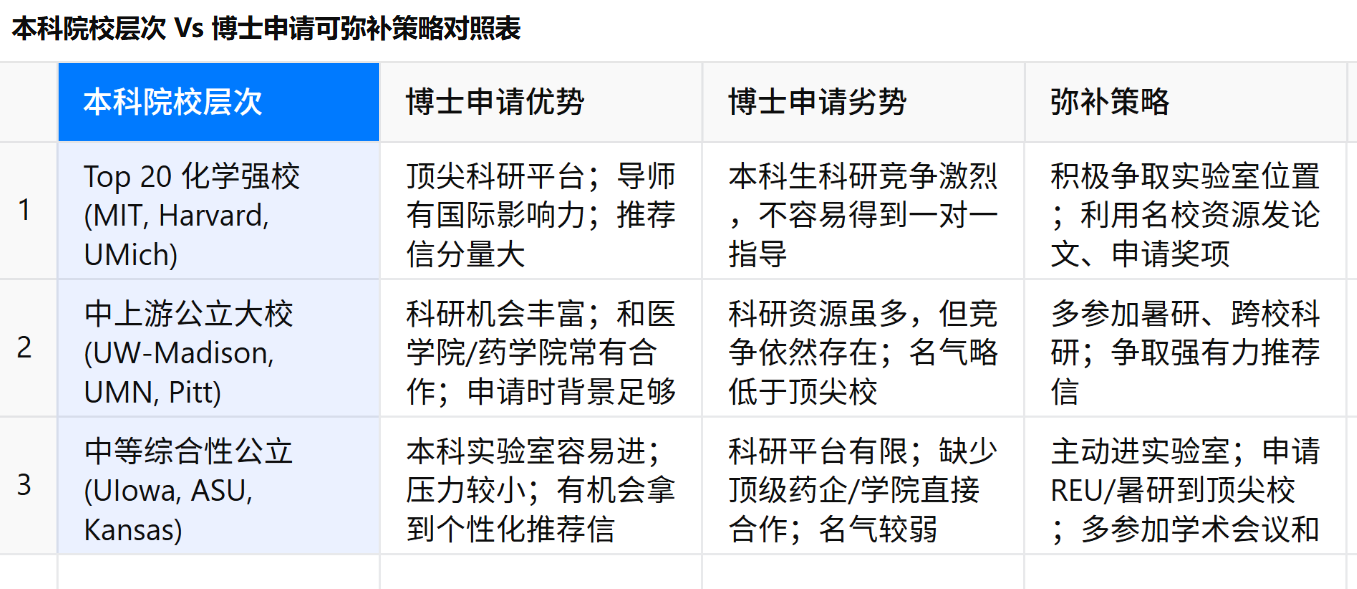 本科院校层次 Vs 博士申请可弥补策略对照表
本科院校层次 博士申请优势 博士申请劣势 弥补策略
1
Top 20 化学强校
(MIT, Harvard,
UMich)
顶尖科研平台；导师
有国际影响力；推荐
信分量大
本科生科研竞争激烈
，不容易得到一对一
指导
积极争取实验室位置
；利用名校资源发论
文、申请奖项
2
中上游公立大校
(UW-Madison,
UMN, Pitt)
科研机会丰富；和医
学院/药学院常有合
作；申请时背景足够
科研资源虽多，但竞
争依然存在；名气略
低于顶尖校
多参加暑研、跨校科
研；争取强有力推荐
信
3
中等综合性公立
(UIowa, ASU,
Kansas)
本科实验室容易进；
压力较小；有机会拿
到个性化推荐信
科研平台有限；缺少
顶级药企/学院直接
合作；名气较弱
主动进实验室；申请
REU/暑研到顶尖校
；多参加学术会议和